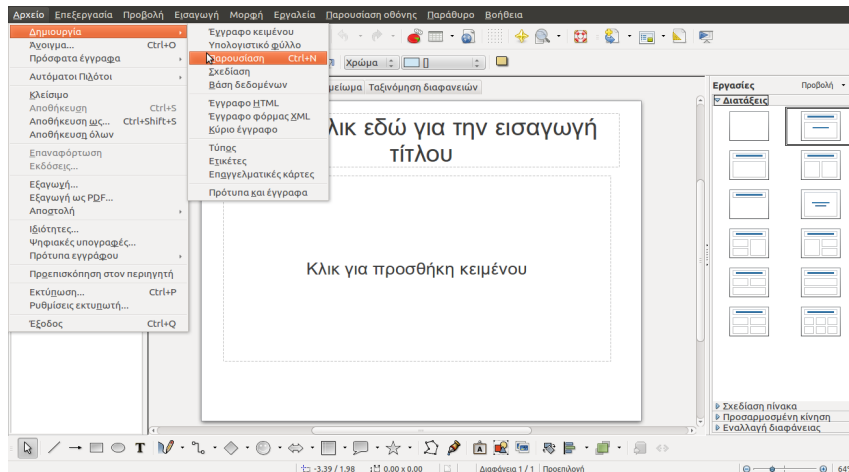 Αρχείο Επεξεργασία Προβολή Εισαγωγή Μορφή Εργαλεία Παρουσίαση οθόνης Παράθυρο Βοήθεια
Δημιουργία
Άνοιγμα... Ctrl+O
Πρόσφατα έγγραφα
Αυτόματοι Πιλότοι
Κλείσιμο
Αποθήκευση Ctrl+S
Αποθήκευση ως... Ctrl+Shift+S
Αποθήκευση όλων
Επαναφόρτωση
Εκδόσεις...
Εξαγωγή...
Εξαγωγή ως PDF...
Αποστολή
Ιδιότητες...
Ψηφιακές υπογραφές...
Πρότυπα εγγράφου
Προεπισκόπηση στον περιηγητή
Εκτύπωση... Ctrl+P
Ρυθμίσεις εκτυπωτή...
Έξοδος Ctrl+Q
Έγγραφο κειμένου
Υπολογιστικό φύλλο
Παρουσίαση Ctrl+N
Σχεδίαση
Βάση δεδομένων
Έγγραφο HTML
Έγγραφο φόρμας XML
Κύριο έγγραφο
Τύπος
Ετικέτες
Επαγγελματικές κάρτες
Πρότυπα και έγγραφα
Χρώμα
Ταξινόμηση διαφανειών
εδώ για την εισαγωγή
τίτλου
Κλικ για προσθήκη κειμένου
Εργασίες Προβολή
Διατάξεις
Σχεδίαση πίνακα
Προσαρμοσμένη κίνηση
Εναλλαγή διαφάνειας
-3,39 / 1,98 0,00 x 0,00 Διαφάνεια 1 / 1 Προεπιλογή 64%